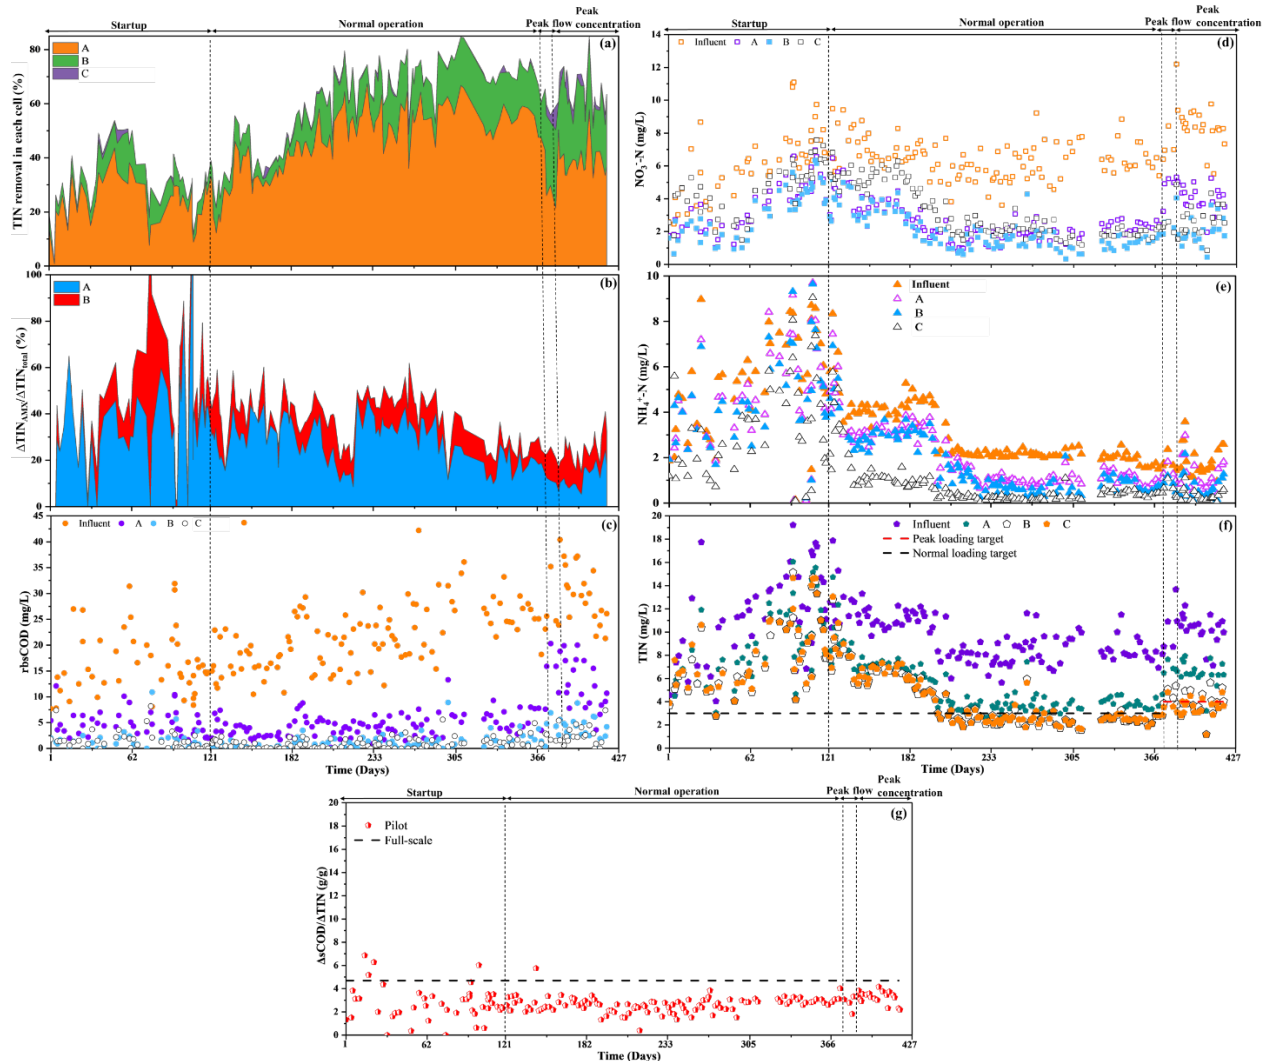 Startup
Normal operation
Peak flow
Peak concentration
(a)
A
B
C
TIN removal in each cell (%)
80
60
40
20
0
(b)
A
B
ΔTIN_AMX/ΔTIN_total (%)
100
80
60
40
20
0
(c)
Influent A B C
rbsCOD (mg/L)
45
40
35
30
25
20
15
10
5
0
1 62 121 182 233 305 366 427
Time (Days)
Startup
Normal operation
Peak flow
Peak concentration
(d)
Influent A B C
NO₃⁻-N (mg/L)
14
12
10
8
6
4
2
0
(e)
Influent
A
B
C
NH₄⁺-N (mg/L)
10
8
6
4
2
0
(f)
Influent A B C
Peak loading target
Normal loading target
TIN (mg/L)
20
18
16
14
12
10
8
6
4
2
0
1 62 121 182 233 305 366 427
Time (Days)
Startup
Normal operation
Peak flow
Peak concentration
(g)
Pilot
Full-scale
ΔsCOD/ΔTIN (g/g)
20
18
16
14
12
10
8
6
4
2
0
1 62 121 182 233 305 366 427
Time (Days)